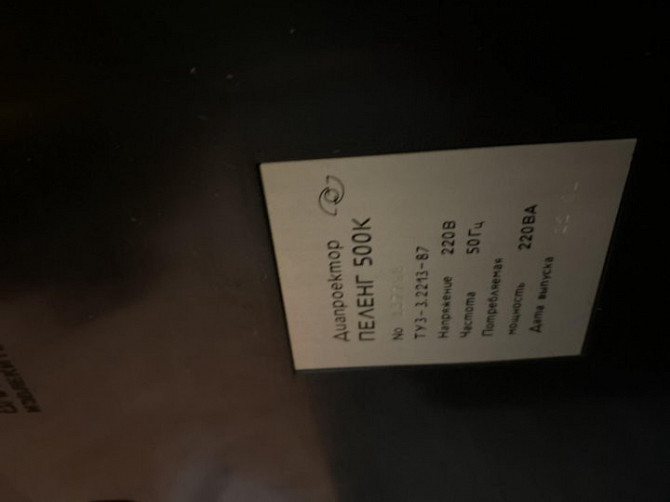 Диапроектор
ПЕЛЕНГ 500К
No
ТУ3-3.2213-87
Напряжение 220В
Частота 50Гц
Потребляемая
мощность 220ВА
Дата выпуска